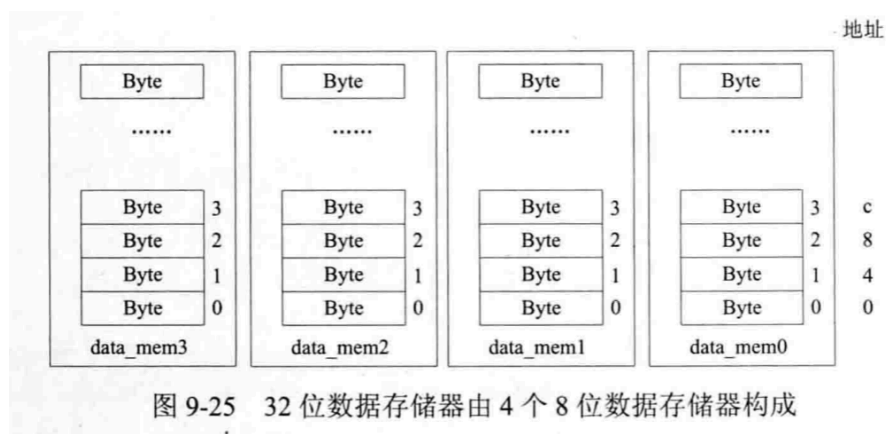 地址
Byte Byte Byte Byte
...... ...... ...... ......
Byte 3 Byte 3 Byte 3 Byte 3 c
Byte 2 Byte 2 Byte 2 Byte 2 8
Byte 1 Byte 1 Byte 1 Byte 1 4
Byte 0 Byte 0 Byte 0 Byte 0 0
data_mem3 data_mem2 data_mem1 data_mem0
图 9-25 32 位数据存储器由 4 个 8 位数据存储器构成